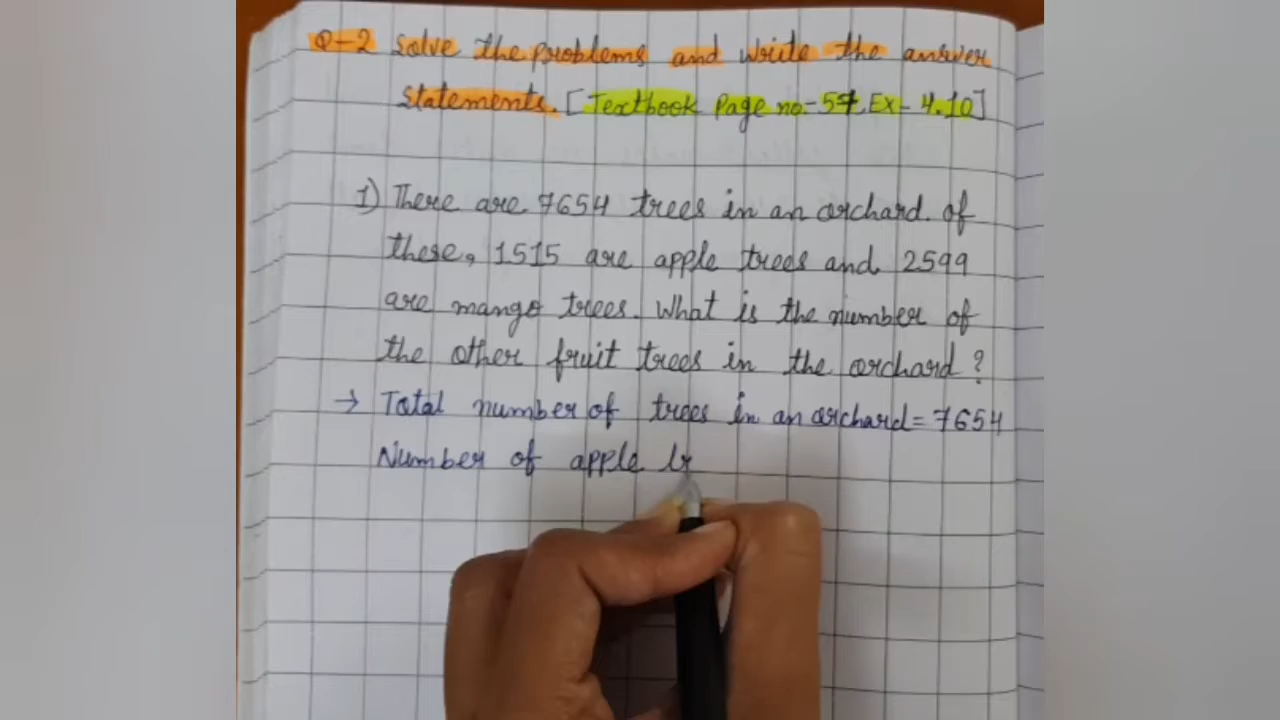 Q-2 Solve the problems and write the answer
statements. [Textbook Page no.-57, Ex- 4.10]
1) There are 7654 trees in an orchard. of
these, 1515 are apple trees and 2599
are mango trees. What is the number of
the other fruit trees in the orchard?
→ Total number of trees in an orchard = 7654
Number of apple tr